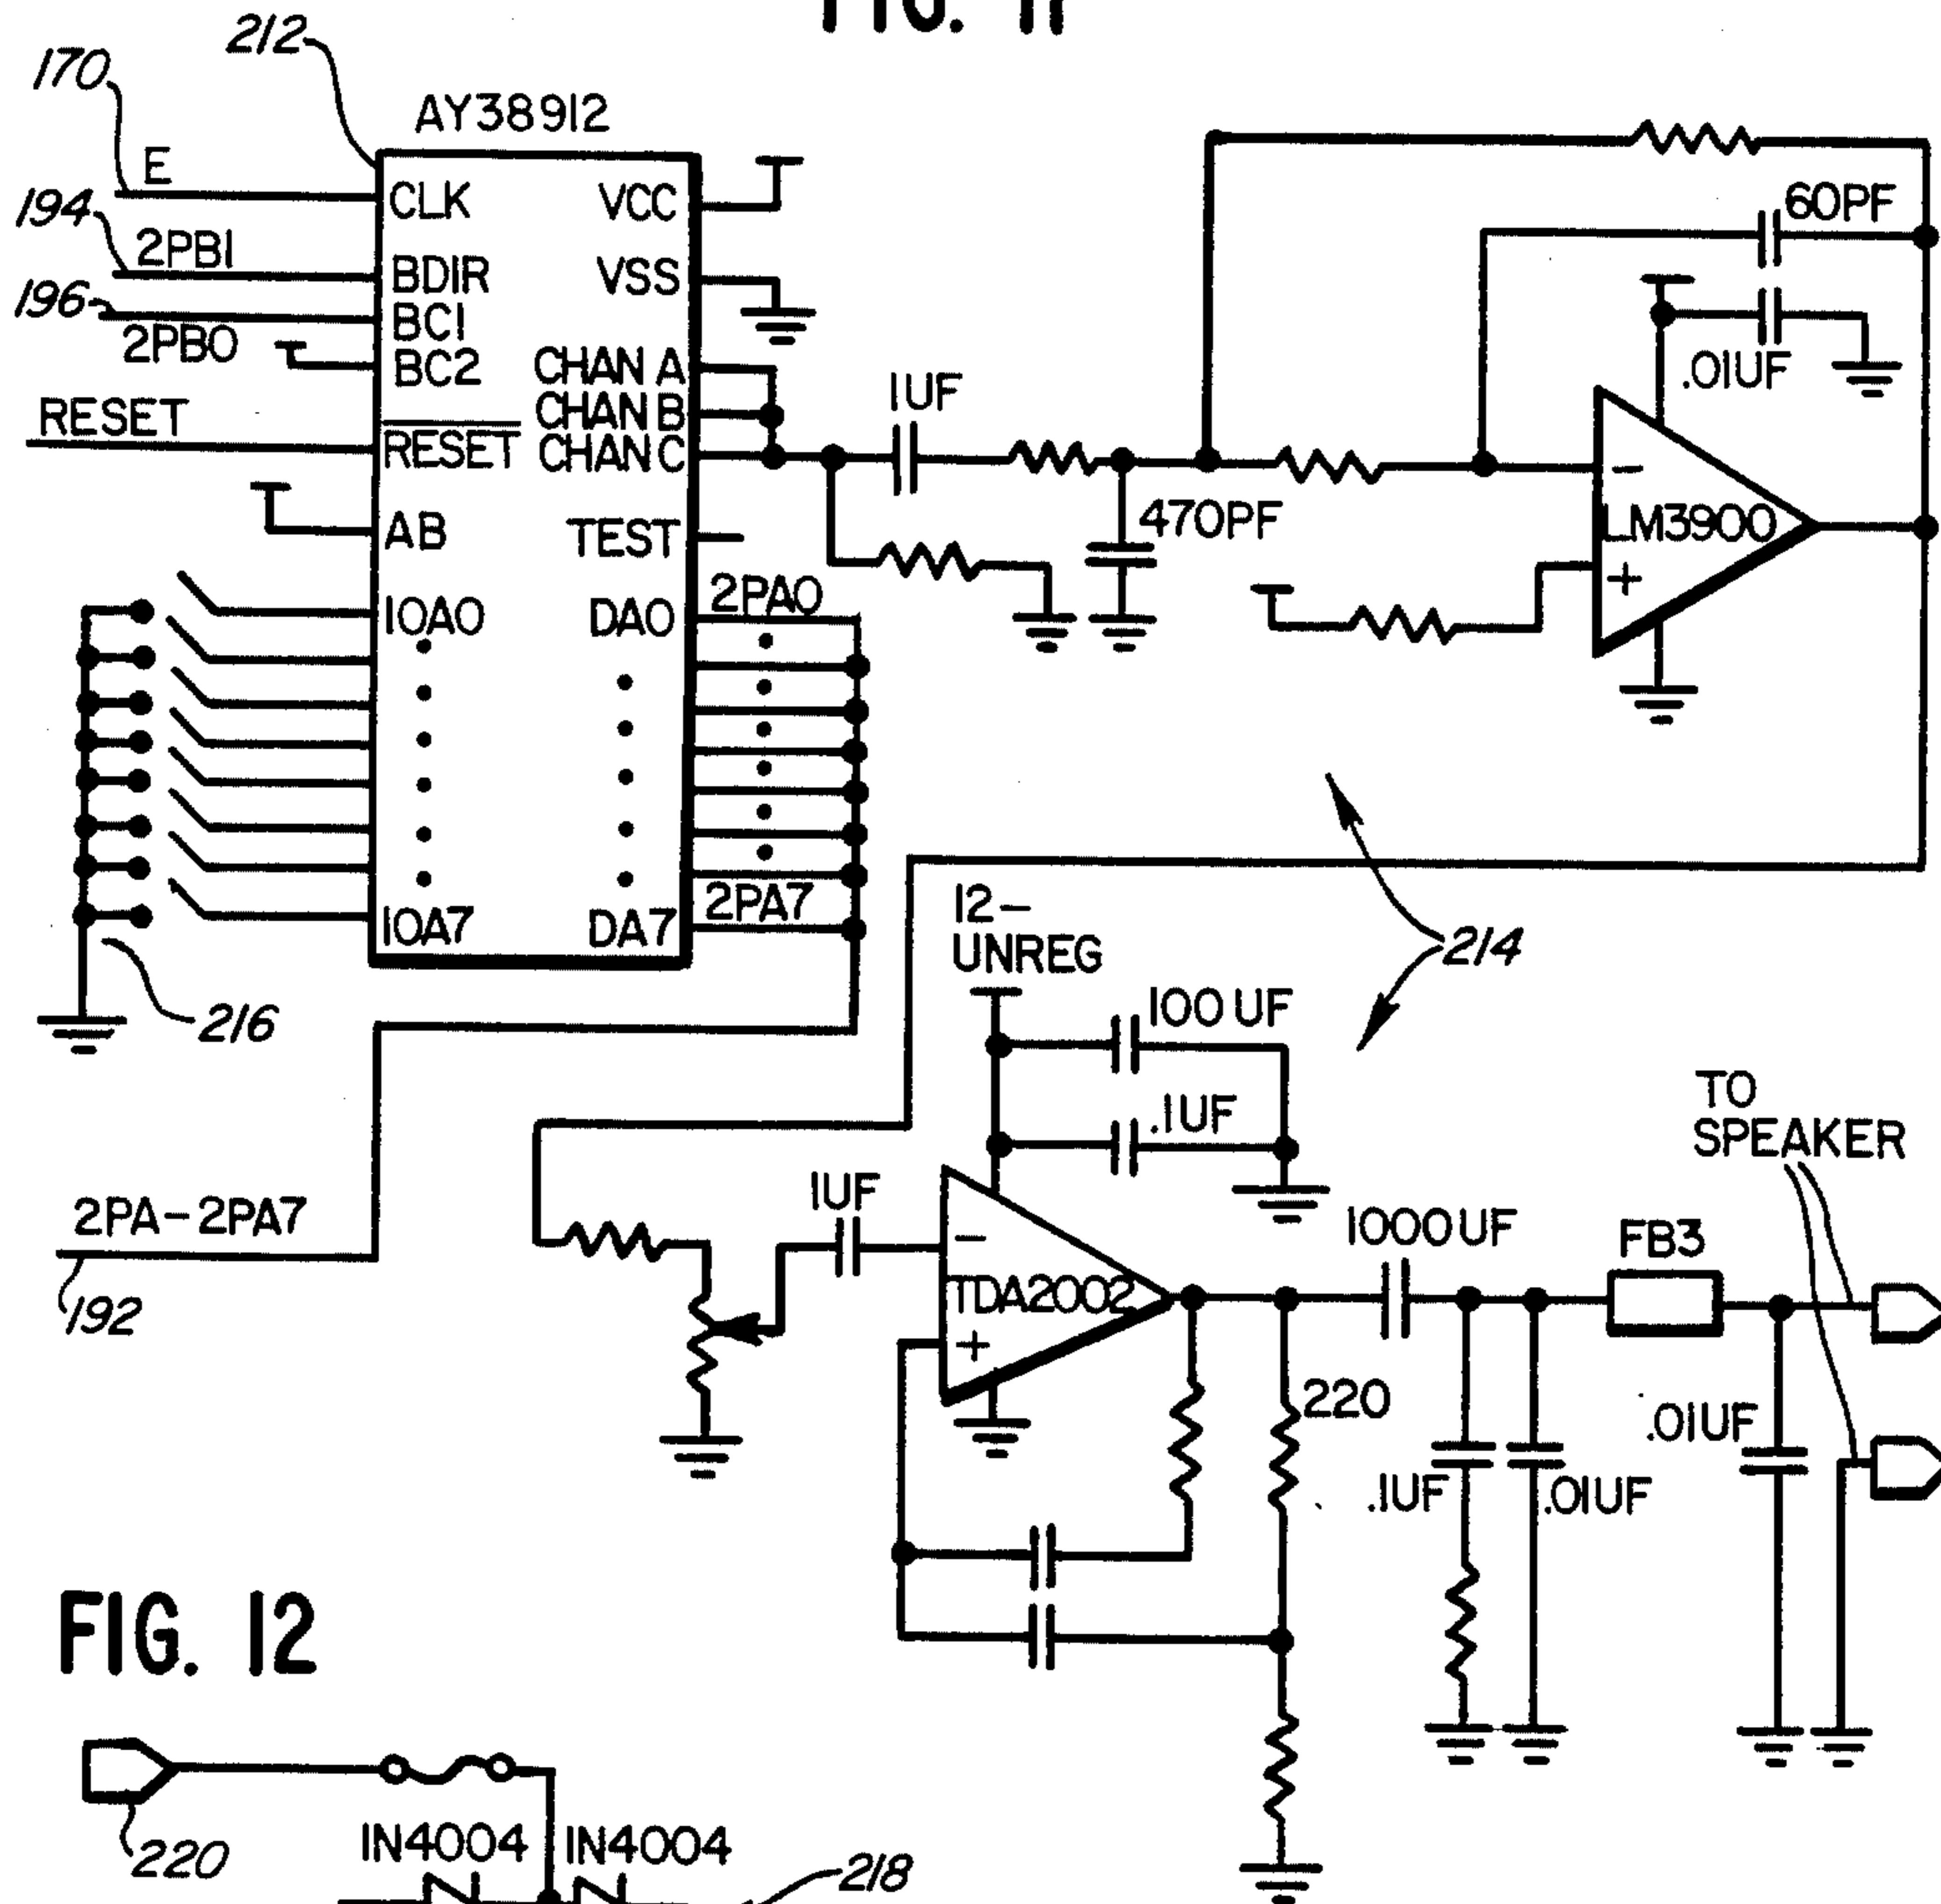 FIG. 11
212
170
AY38912
E
CLK
VCC
194
2PB1
BDIR
VSS
196
BC1
2PB0
BC2
CHAN A
CHAN B
RESET
RESET
CHAN C
1UF
60PF
.01UF
470PF
LM3900
-
+
AB
TEST
IOA0
DA0
2PA0
IOA7
DA7
2PA7
216
12-
UNREG
214
100 UF
.1UF
TO
SPEAKER
2PA-2PA7
192
1UF
-
TDA2002
+
1000UF
FB3
220
.1UF
.01UF
.01UF
FIG. 12
220
IN4004
IN4004
218